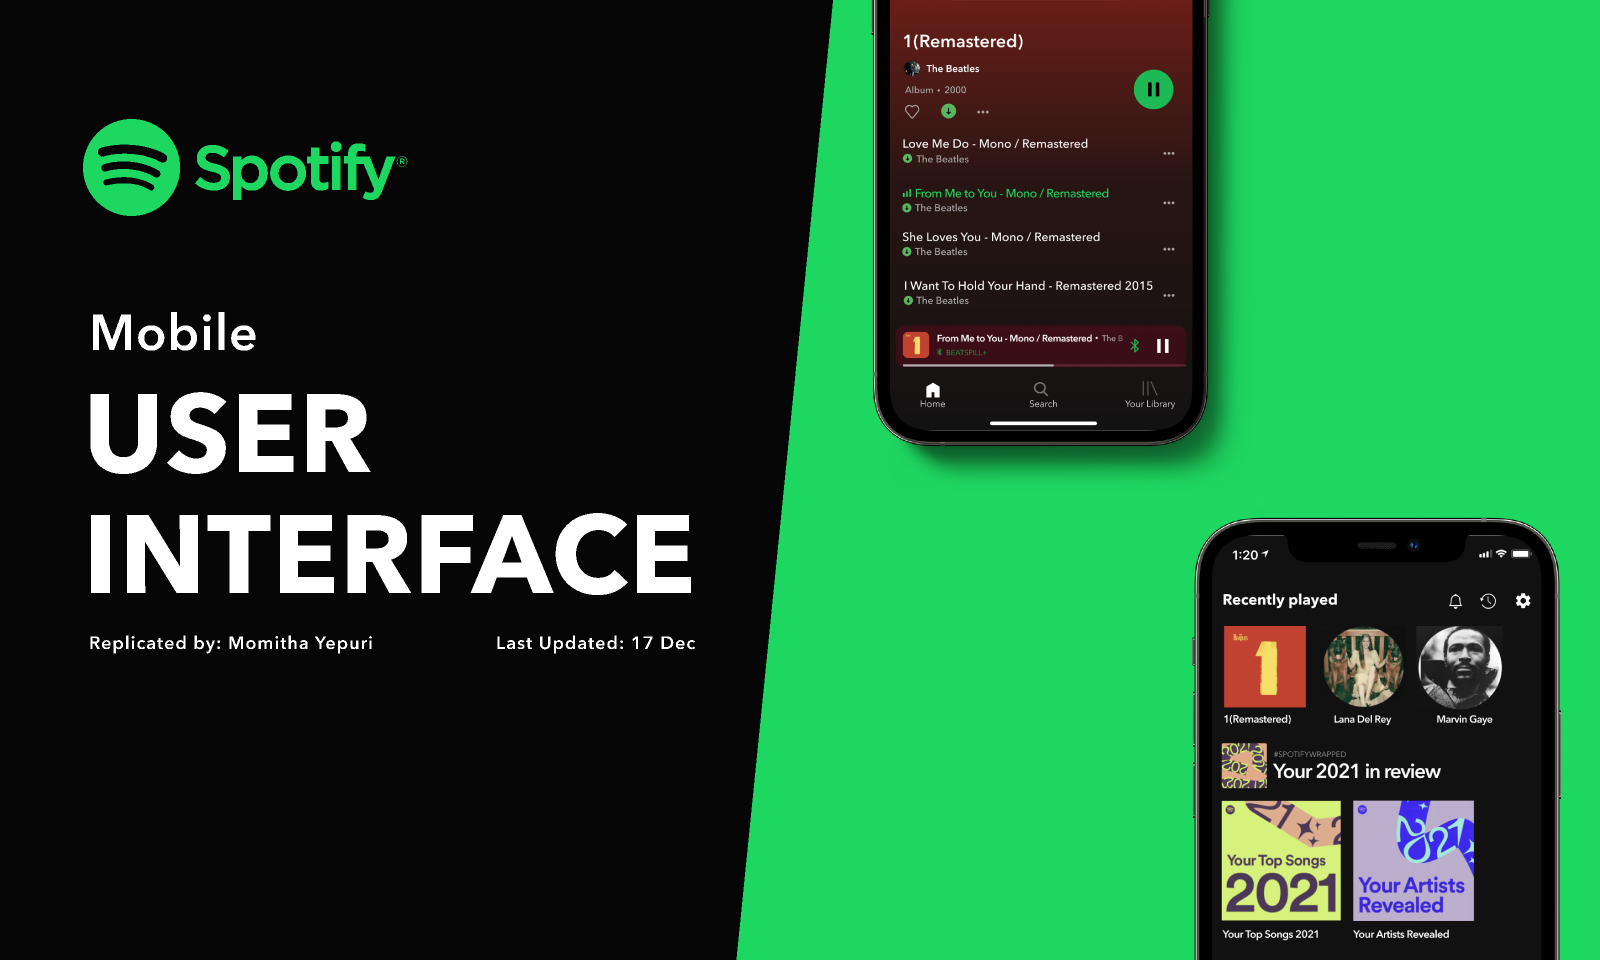 Spotify®
Mobile
USER
INTERFACE
Replicated by: Momitha Yepuri
Last Updated: 17 Dec
1(Remastered)
The Beatles
Album • 2000
Love Me Do - Mono / Remastered
The Beatles
From Me to You - Mono / Remastered
The Beatles
She Loves You - Mono / Remastered
The Beatles
I Want To Hold Your Hand - Remastered 2015
The Beatles
1
From Me to You - Mono / Remastered • The B
BEATSPILL+
Home
Search
Your Library
1:20
Recently played
1
1(Remastered)
Lana Del Rey
Marvin Gaye
#SPOTIFYWRAPPED
Your 2021 in review
2021
Your Top Songs
2021
Your Artists
Revealed
Your Top Songs 2021
Your Artists Revealed